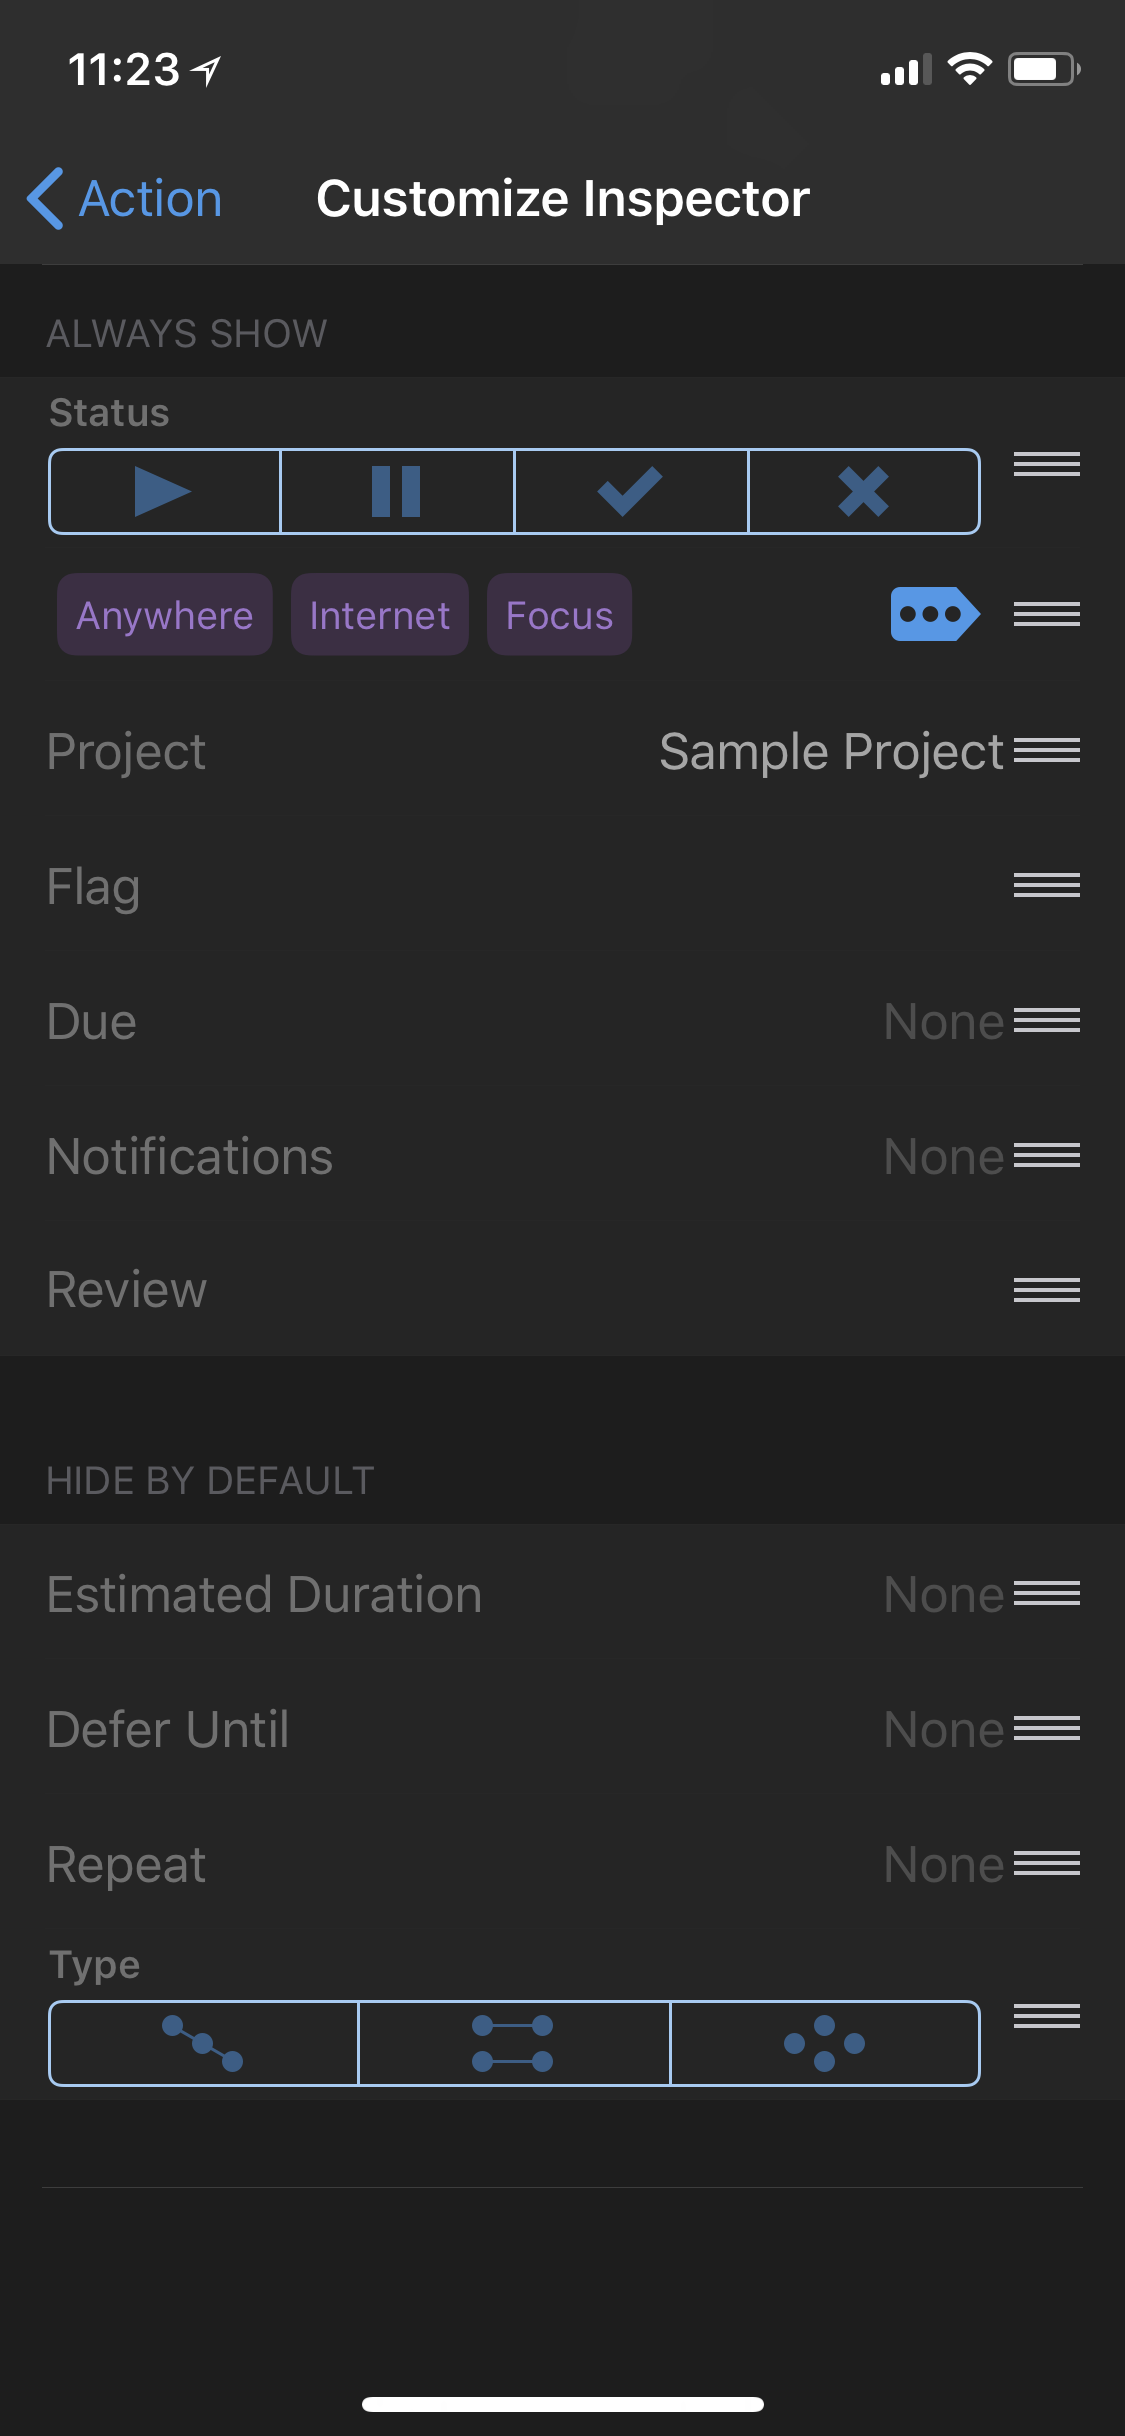 11:23
Action
Customize Inspector
ALWAYS SHOW
Status
Anywhere Internet Focus
Project Sample Project
Flag
Due None
Notifications None
Review
HIDE BY DEFAULT
Estimated Duration None
Defer Until None
Repeat None
Type